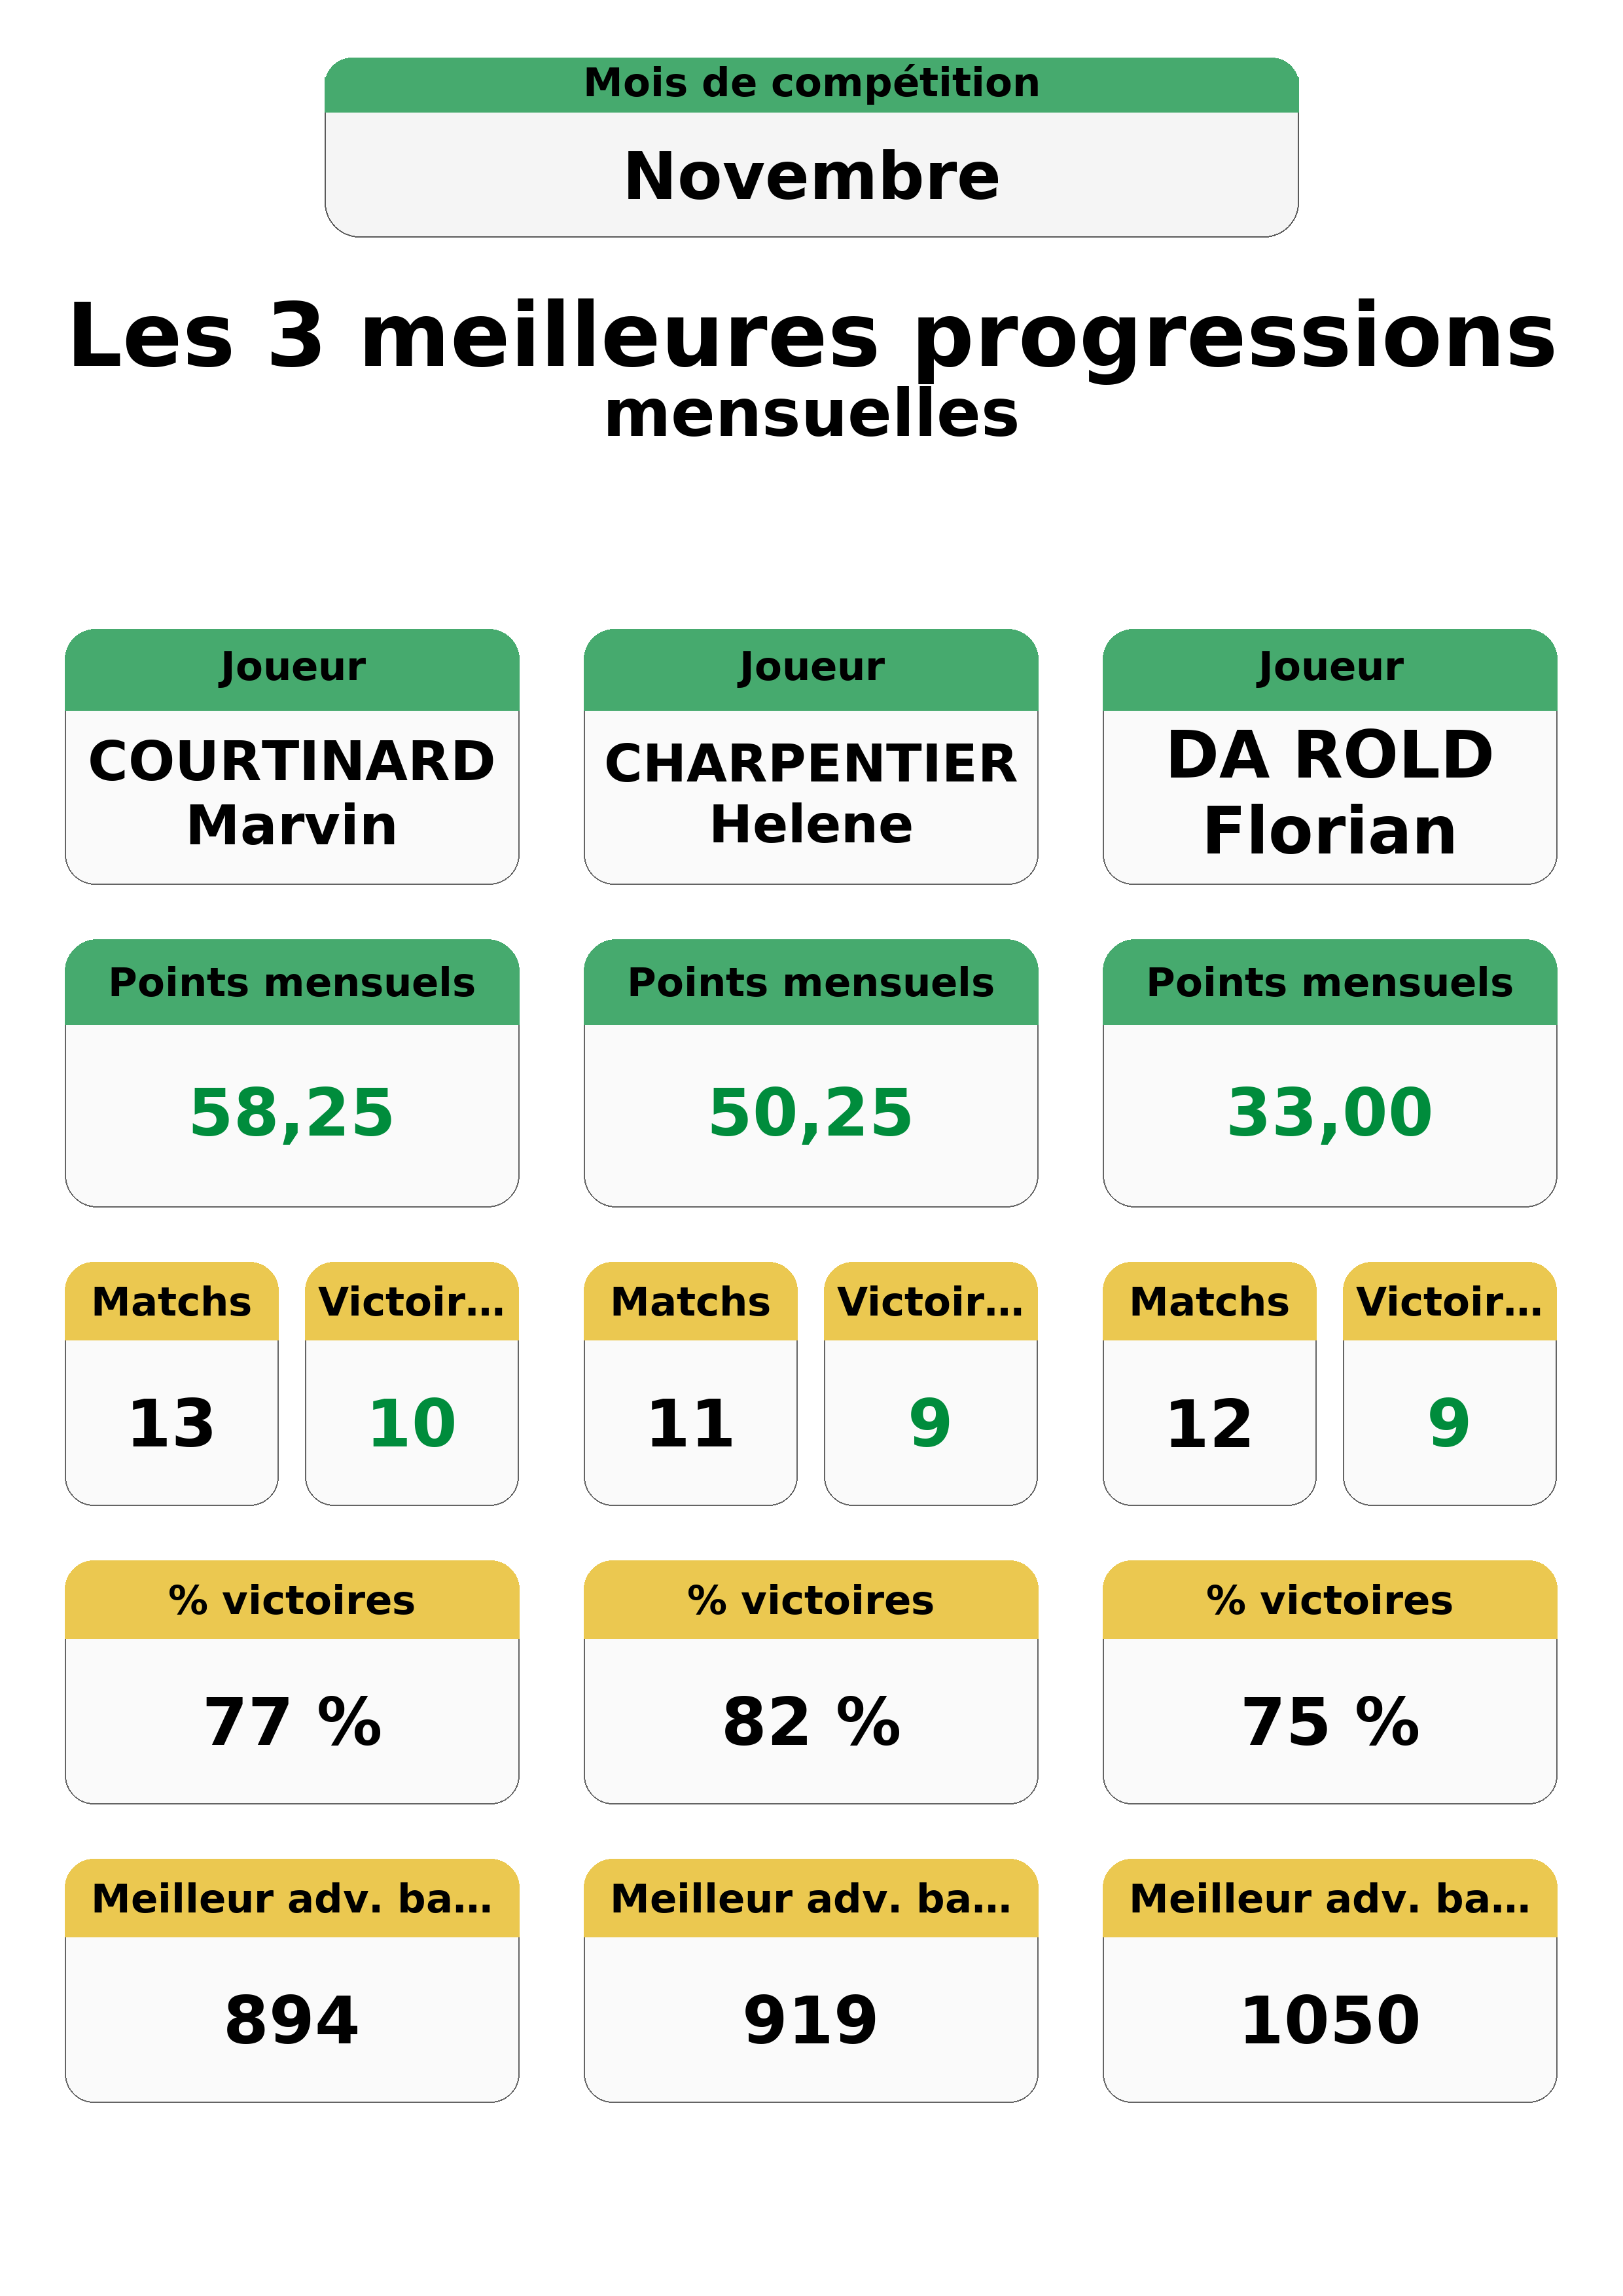 Mois de compétition
Novembre
Les 3 meilleures progressions
mensuelles
Joueur
COURTINARD
Marvin
Joueur
CHARPENTIER
Helene
Joueur
DA ROLD
Florian
Points mensuels
58,25
Points mensuels
50,25
Points mensuels
33,00
Matchs
13
Victoir...
10
Matchs
11
Victoir...
9
Matchs
12
Victoir...
9
% victoires
77 %
% victoires
82 %
% victoires
75 %
Meilleur adv. ba...
894
Meilleur adv. ba...
919
Meilleur adv. ba...
1050